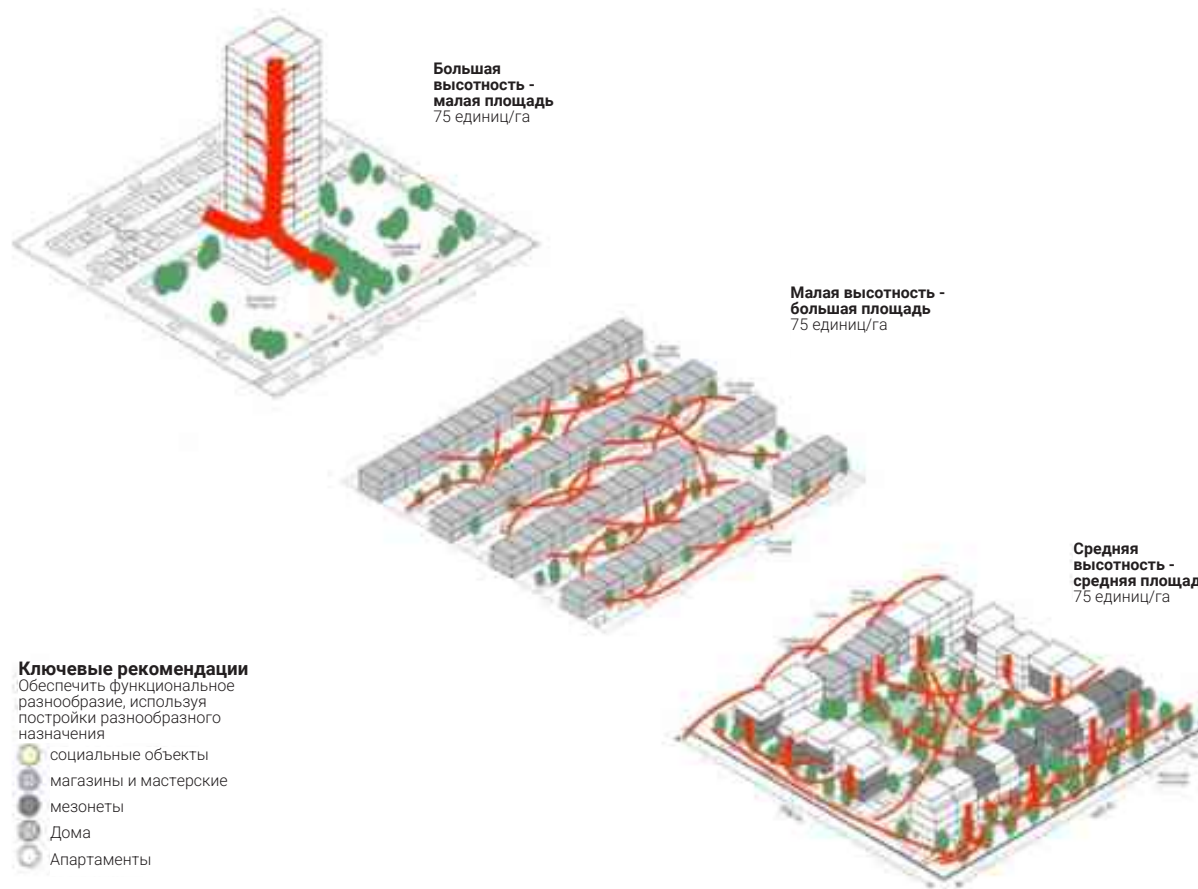 Большая
высотность -
малая площадь
75 единиц/га
Малая высотность -
большая площадь
75 единиц/га
Средняя
высотность -
средняя площад
75 единиц/га
Ключевые рекомендации
Обеспечить функциональное
разнообразие, используя
постройки разнообразного
назначения
социальные объекты
магазины и мастерские
мезонеты
Дома
Апартаменты